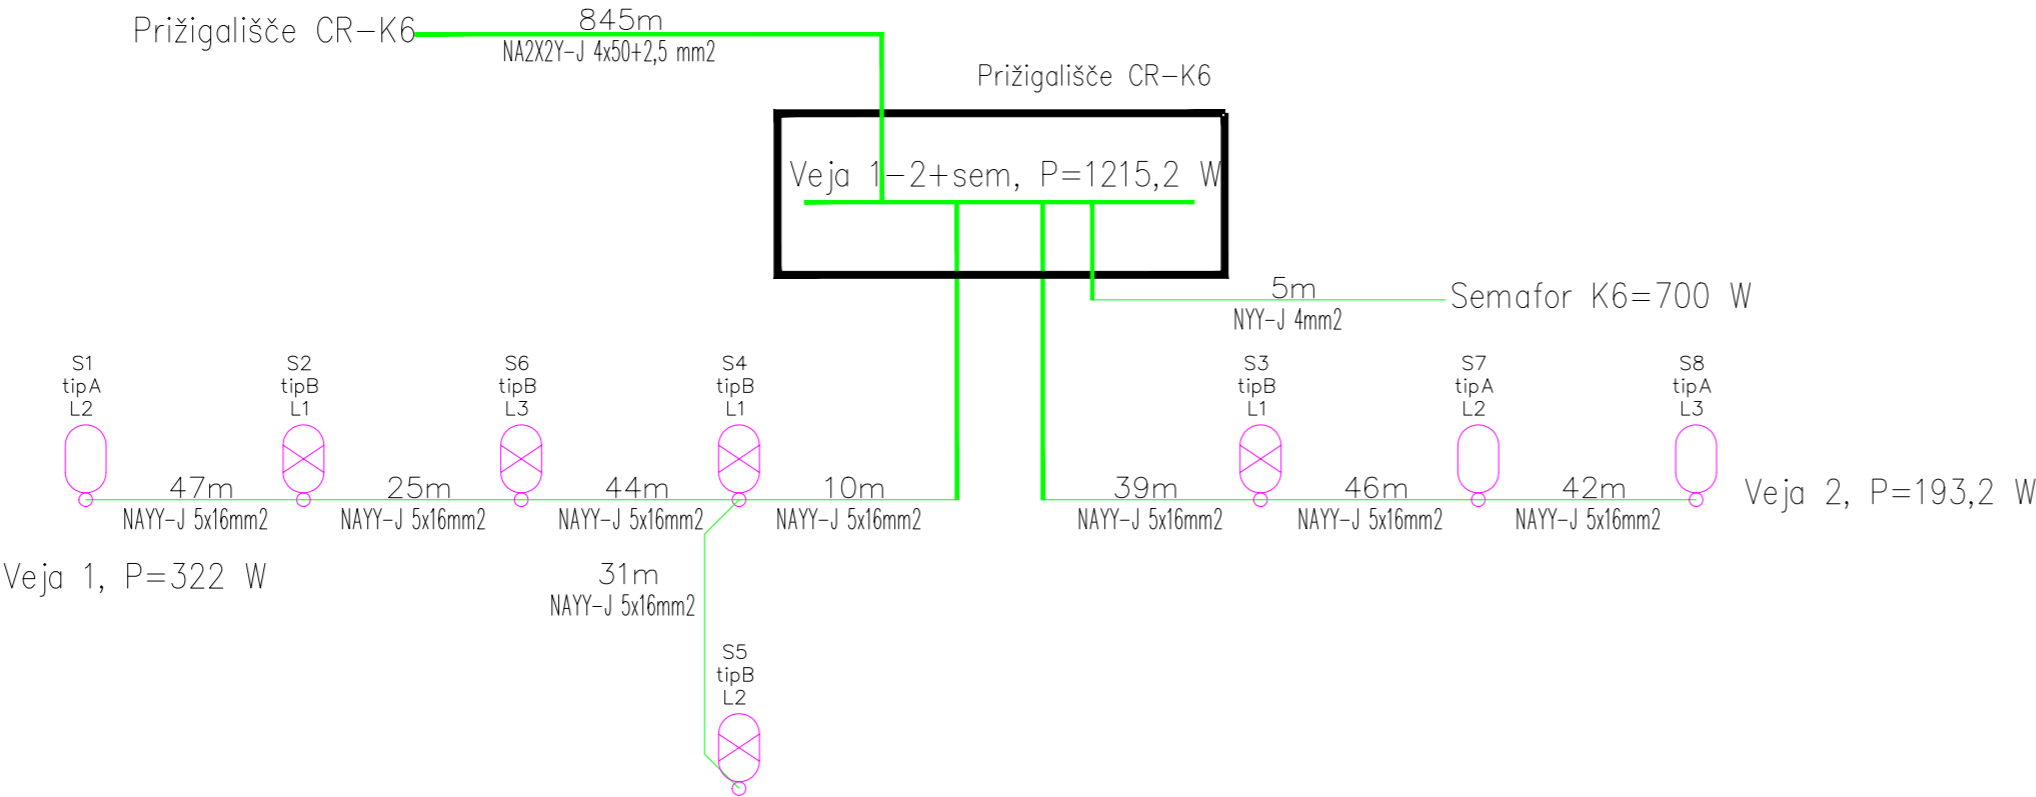 Prižigališče CR-K6
845m
NA2X2Y-J 4x50+2,5 mm2
Prižigališče CR-K6
Veja 1-2+sem, P=1215,2 W
5m
NYY-J 4mm2
Semafor K6=700 W
S1
tipA
L2
S2
tipB
L1
S6
tipB
L3
S4
tipB
L1
S3
tipB
L1
S7
tipA
L2
S8
tipA
L3
47m
NAYY-J 5x16mm2
25m
NAYY-J 5x16mm2
44m
NAYY-J 5x16mm2
10m
NAYY-J 5x16mm2
39m
NAYY-J 5x16mm2
46m
NAYY-J 5x16mm2
42m
NAYY-J 5x16mm2
Veja 2, P=193,2 W
Veja 1, P=322 W
31m
NAYY-J 5x16mm2
S5
tipB
L2